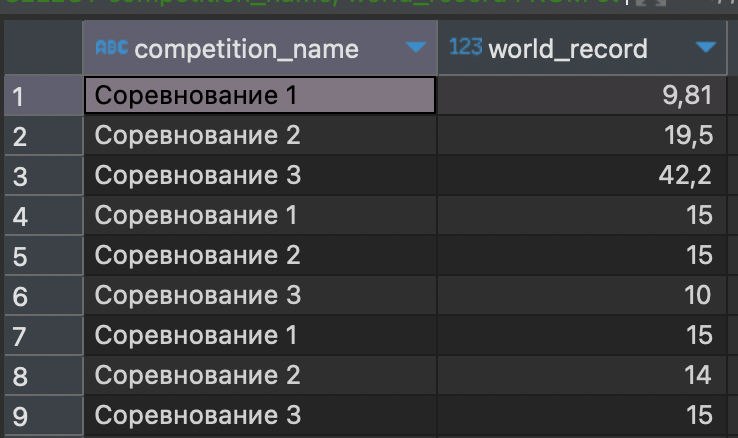 competition_name, world_record FROM
ABC competition_name 123 world_record
1 Соревнование 1 9,81
2 Соревнование 2 19,5
3 Соревнование 3 42,2
4 Соревнование 1 15
5 Соревнование 2 15
6 Соревнование 3 10
7 Соревнование 1 15
8 Соревнование 2 14
9 Соревнование 3 15